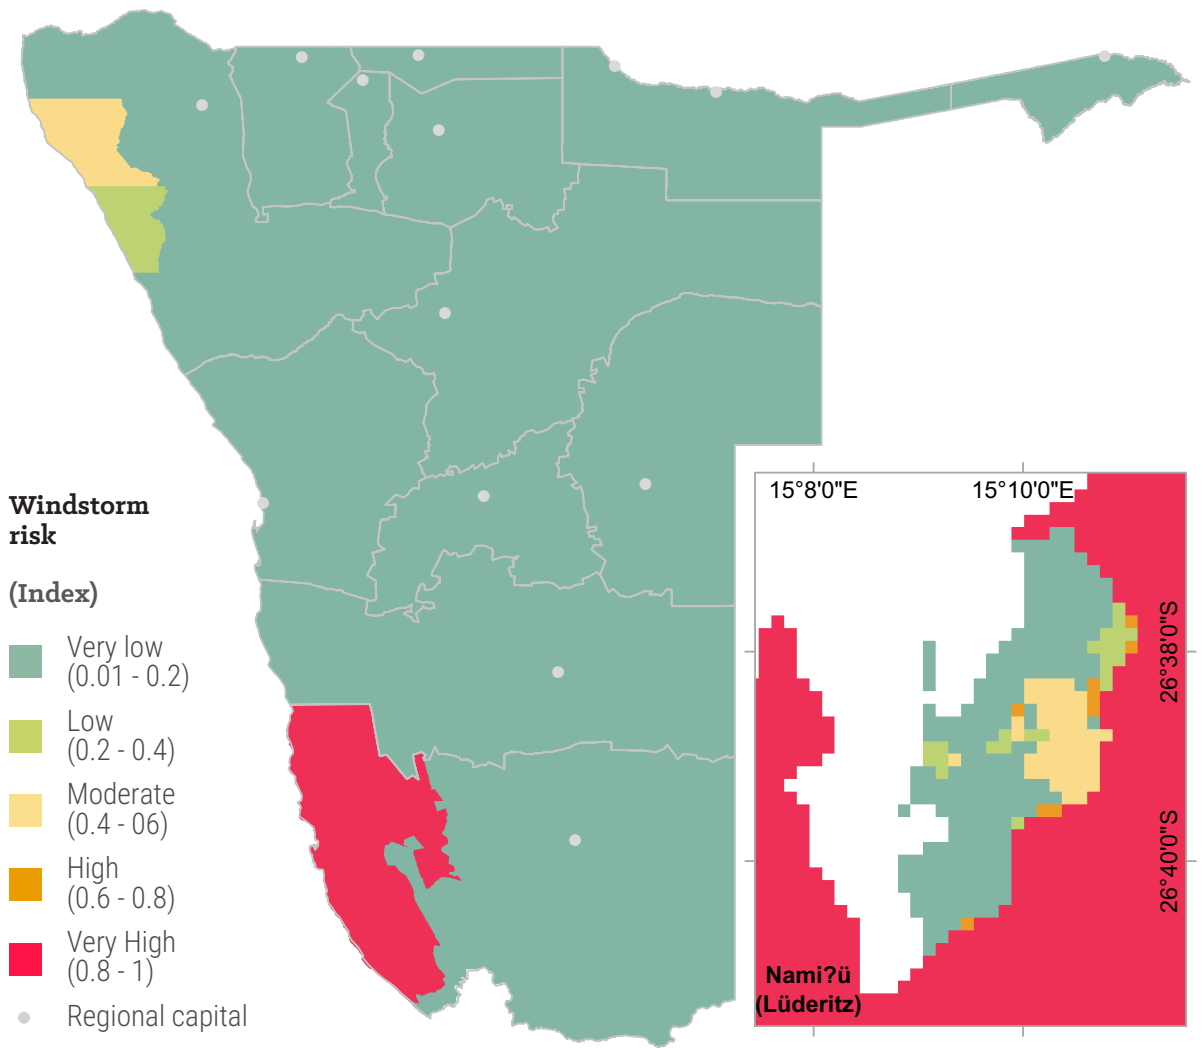 Windstorm
risk
(Index)
Very low
(0.01 - 0.2)
Low
(0.2 - 0.4)
Moderate
(0.4 - 06)
High
(0.6 - 0.8)
Very High
(0.8 - 1)
Regional capital
15°8'0"E
15°10'0"E
26°38'0"S
26°40'0"S
Nami?ü
(Lüderitz)